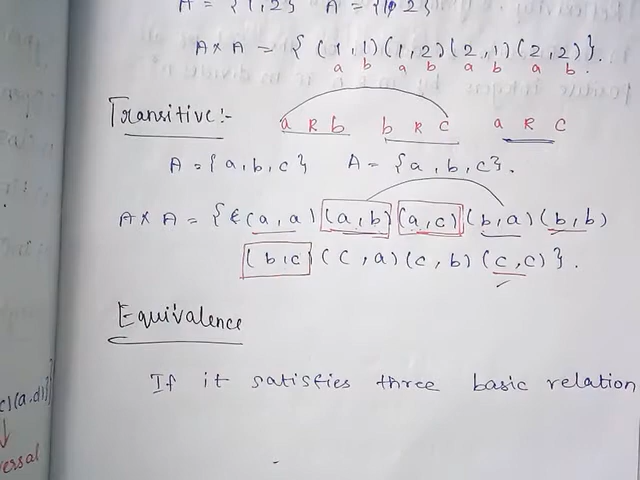 A = {1,2} A = {1,2}
A × A = { (1,1) (1,2) (2,1) (2,2) }.
a b a b a b a b
Transitive :- a R b b R c a R c
A = {a, b, c} A = {a, b, c}.
A × A = { (a, a) (a, b) (a, c) (b, a) (b, b)
(b, c) (c, a) (c, b) (c, c) }.
Equivalence
If it satisfies three basic relation
c) (a, d)}
ersal